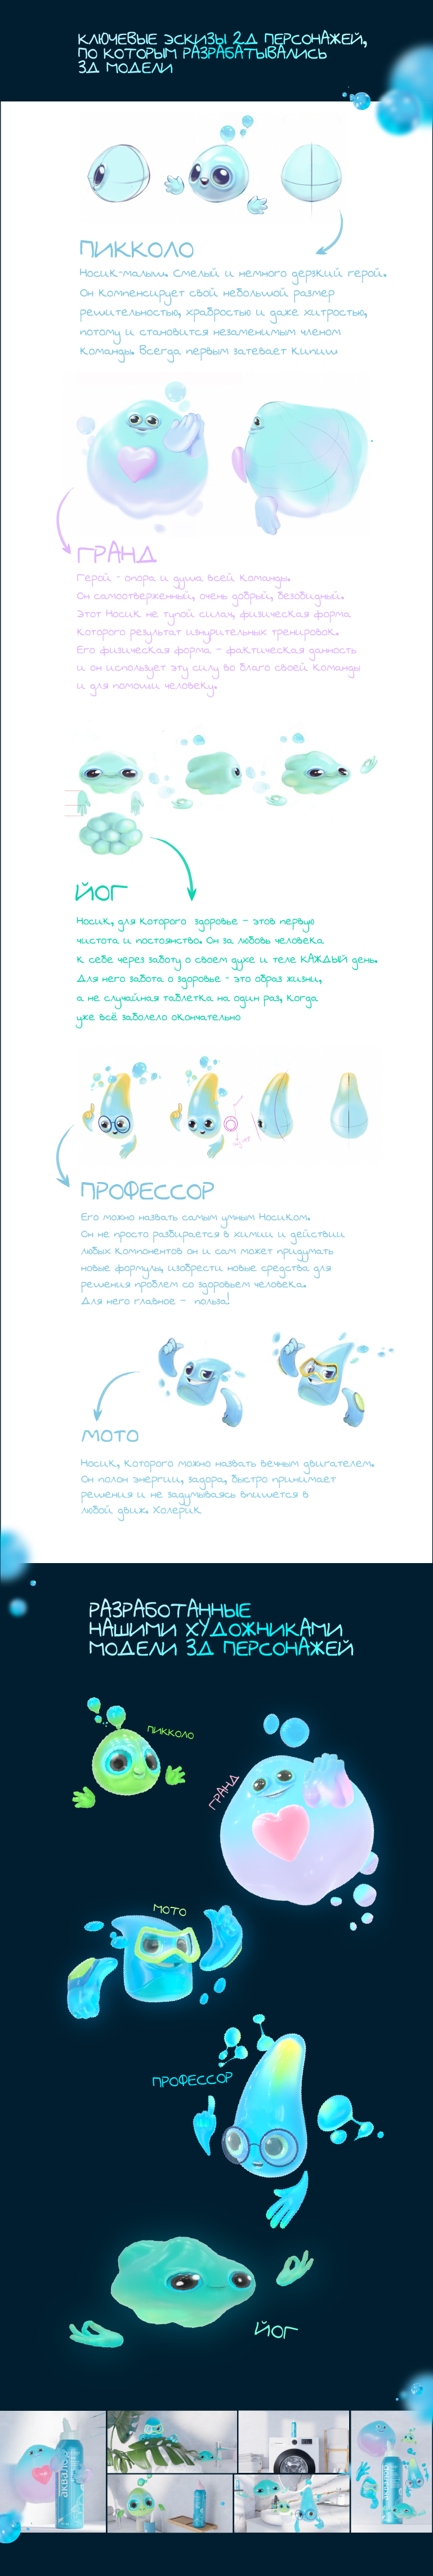 КЛЮЧЕВЫЕ ЭСКИЗЫ 2Д ПЕРСОНАЖЕЙ,
ПО КОТОРЫМ РАЗРАБАТЫВАЛИСЬ
3Д МОДЕЛИ
ПИККОЛО
Носик-малыш. Смелый и немного дерзкий герой.
Он компенсирует свой небольшой размер
решительностью, храбростью и даже хитростью,
потому и становится незаменимым членом
команды. Всегда первым затевает кипиш
ГРАНД
Герой - опора и душа всей команды.
Он самоотверженный, очень добрый, безобидный.
Этот Носик не тупой силач, физическая форма
которого результат изнурительных тренировок.
Его физическая форма – фактическая данность
и он использует эту силу во благо своей команды
и для помощи человеку.
ЙОГ
Носик, для которого здоровье – этов первую
чистота и постоянство. Он за любовь человека
к себе через заботу о своем духе и теле КАЖДЫЙ день.
Для него забота о здоровье - это образ жизни,
а не случайная таблетка на один раз, когда
уже всё заболело окончательно
ПРОФЕССОР
Его можно назвать самым умным Носиком.
Он не просто разбирается в химии и действии
любых компонентов он и сам может придумать
новые формулы, изобрести новые средства для
решения проблем со здоровьем человека.
Для него главное – польза!
МОТО
Носик, которого можно назвать вечным двигателем.
Он полон энергии, задора, быстро принимает
решения и не задумываясь впишется в
любой движ. Холерик
РАЗРАБОТАННЫЕ
НАШИМИ ХУДОЖНИКАМИ
МОДЕЛИ 3Д ПЕРСОНАЖЕЙ
ПИККОЛО
ГРАНД
МОТО
ПРОФЕССОР
ЙОГ
аквалор
аквалор